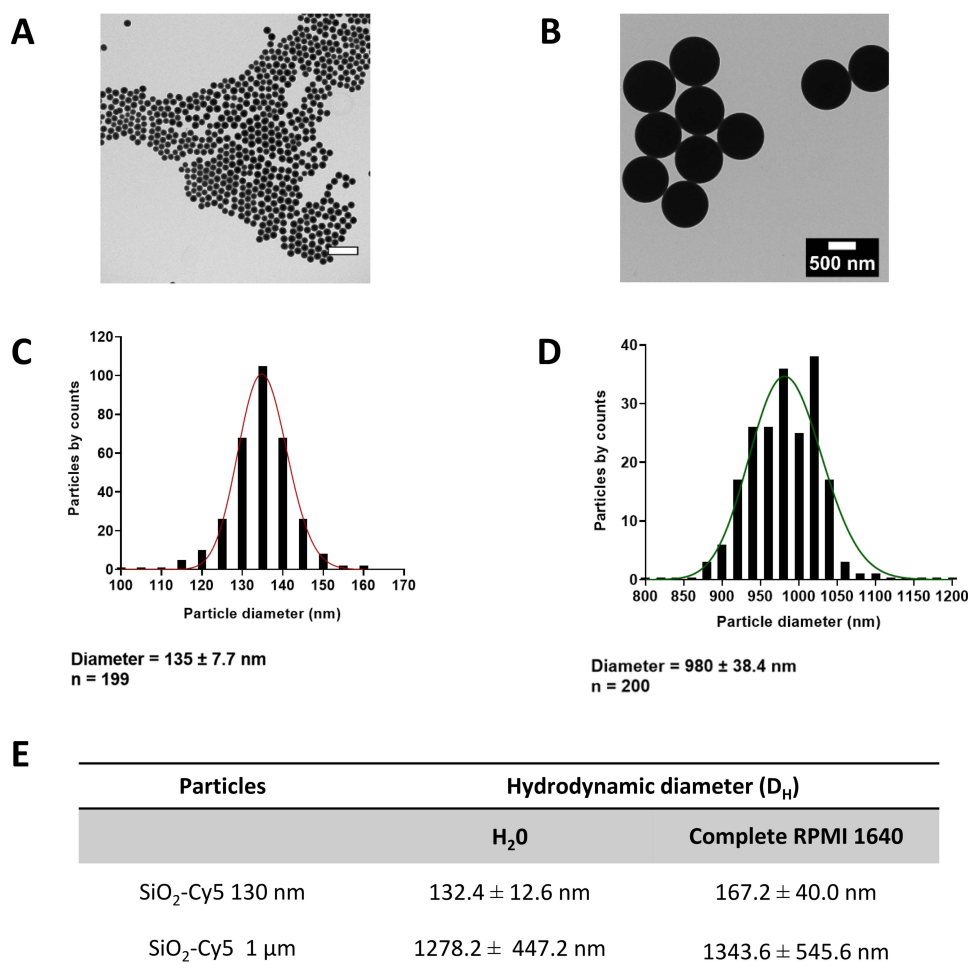 A
B
500 nm
C
120
100
80
60
40
20
0
Particles by counts
100 110 120 130 140 150 160 170
Particle diameter (nm)
Diameter = 135 ± 7.7 nm
n = 199
D
40
30
20
10
0
Particles by counts
800 850 900 950 1000 1050 1100 1150 1200
Particle diameter (nm)
Diameter = 980 ± 38.4 nm
n = 200
E
Particles Hydrodynamic diameter (D_H)
H₂0 Complete RPMI 1640
SiO₂-Cy5 130 nm 132.4 ± 12.6 nm 167.2 ± 40.0 nm
SiO₂-Cy5 1 µm 1278.2 ± 447.2 nm 1343.6 ± 545.6 nm